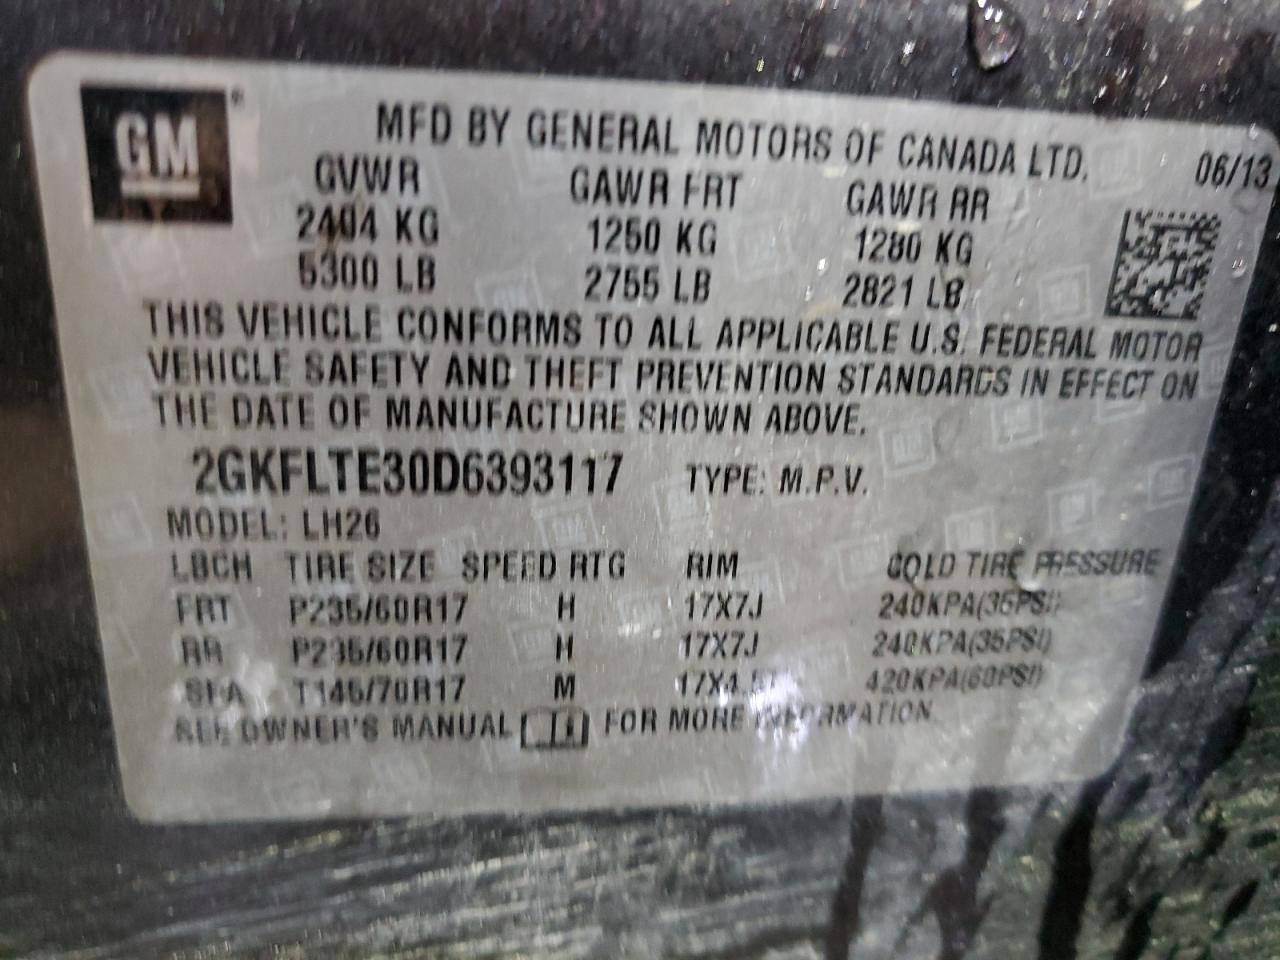 GM
MFD BY GENERAL MOTORS OF CANADA LTD.
06/13
GVWR GAWR FRT GAWR RR
2404 KG 1250 KG 1280 KG
5300 LB 2755 LB 2821 LB
THIS VEHICLE CONFORMS TO ALL APPLICABLE U.S. FEDERAL MOTOR
VEHICLE SAFETY AND THEFT PREVENTION STANDARDS IN EFFECT ON
THE DATE OF MANUFACTURE SHOWN ABOVE.
2GKFLTE30D6393117 TYPE: M.P.V.
MODEL: LH26
LBCH TIRE SIZE SPEED RTG RIM COLD TIRE PRESSURE
FRT P235/60R17 H 17X7J 240KPA(35PSI)
RR P235/60R17 H 17X7J 240KPA(35PSI)
T145/70R17 M 420KPA(60PSI)
SEE OWNER'S MANUAL FOR MORE INFORMATION